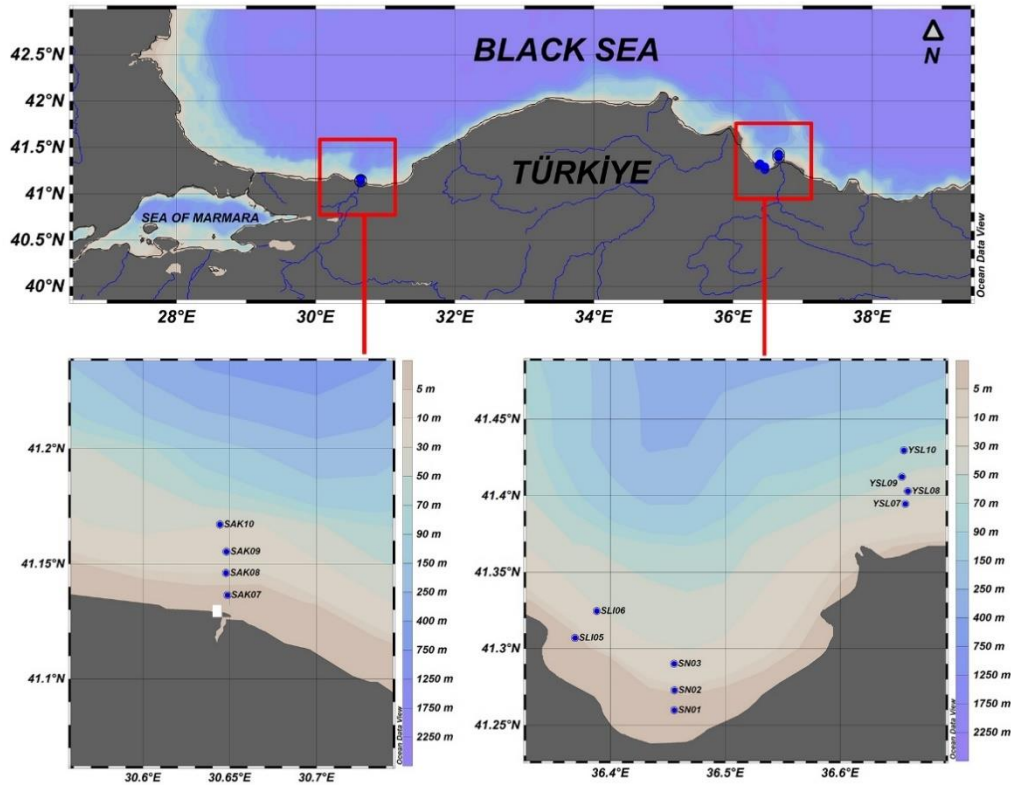 42.5°N
42°N
41.5°N
41°N
40.5°N
40°N
BLACK SEA
N
TÜRKİYE
SEA OF MARMARA
Ocean Data View
28°E
30°E
32°E
34°E
36°E
38°E
41.2°N
41.15°N
41.1°N
SAK10
SAK09
SAK08
SAK07
30.6°E
30.65°E
30.7°E
5 m
10 m
30 m
50 m
70 m
90 m
150 m
250 m
400 m
750 m
1250 m
1750 m
2250 m
Ocean Data View
41.45°N
41.4°N
41.35°N
41.3°N
41.25°N
YSL10
YSL09
YSL08
YSL07
SLI06
SLI05
SN03
SN02
SN01
36.4°E
36.5°E
36.6°E
5 m
10 m
30 m
50 m
70 m
90 m
150 m
250 m
400 m
750 m
1250 m
1750 m
2250 m
Ocean Data View